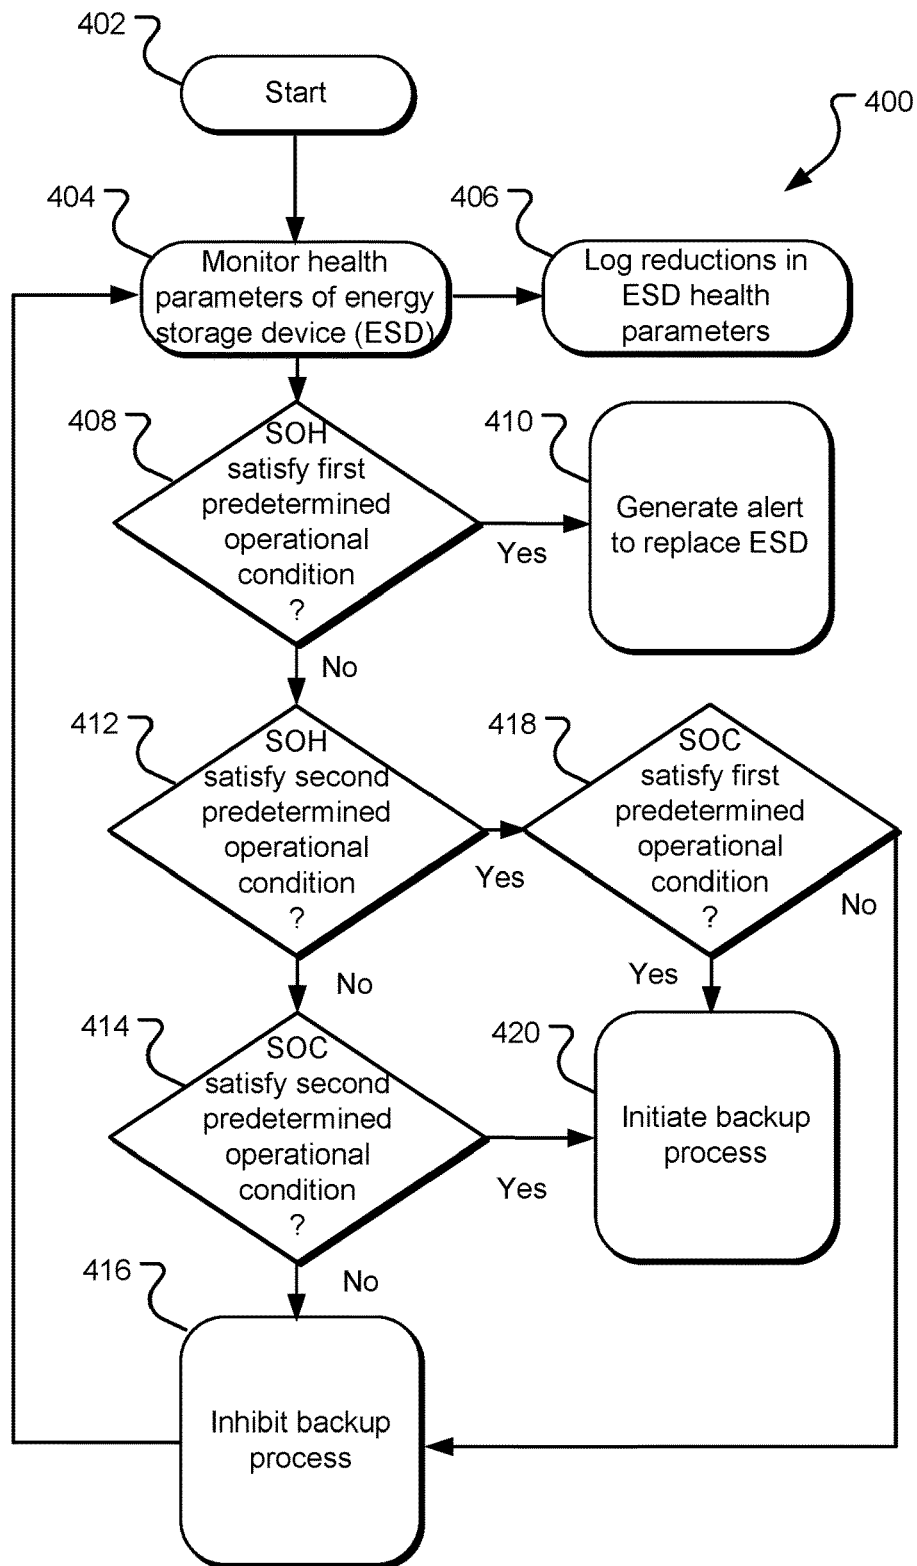 402
Start
400
404
Monitor health
parameters of energy
storage device (ESD)
406
Log reductions in
ESD health
parameters
408
SOH
satisfy first
predetermined
operational
condition
?
Yes
410
Generate alert
to replace ESD
No
412
SOH
satisfy second
predetermined
operational
condition
?
Yes
418
SOC
satisfy first
predetermined
operational
condition
?
No
Yes
No
414
SOC
satisfy second
predetermined
operational
condition
?
Yes
420
Initiate backup
process
No
416
Inhibit backup
process